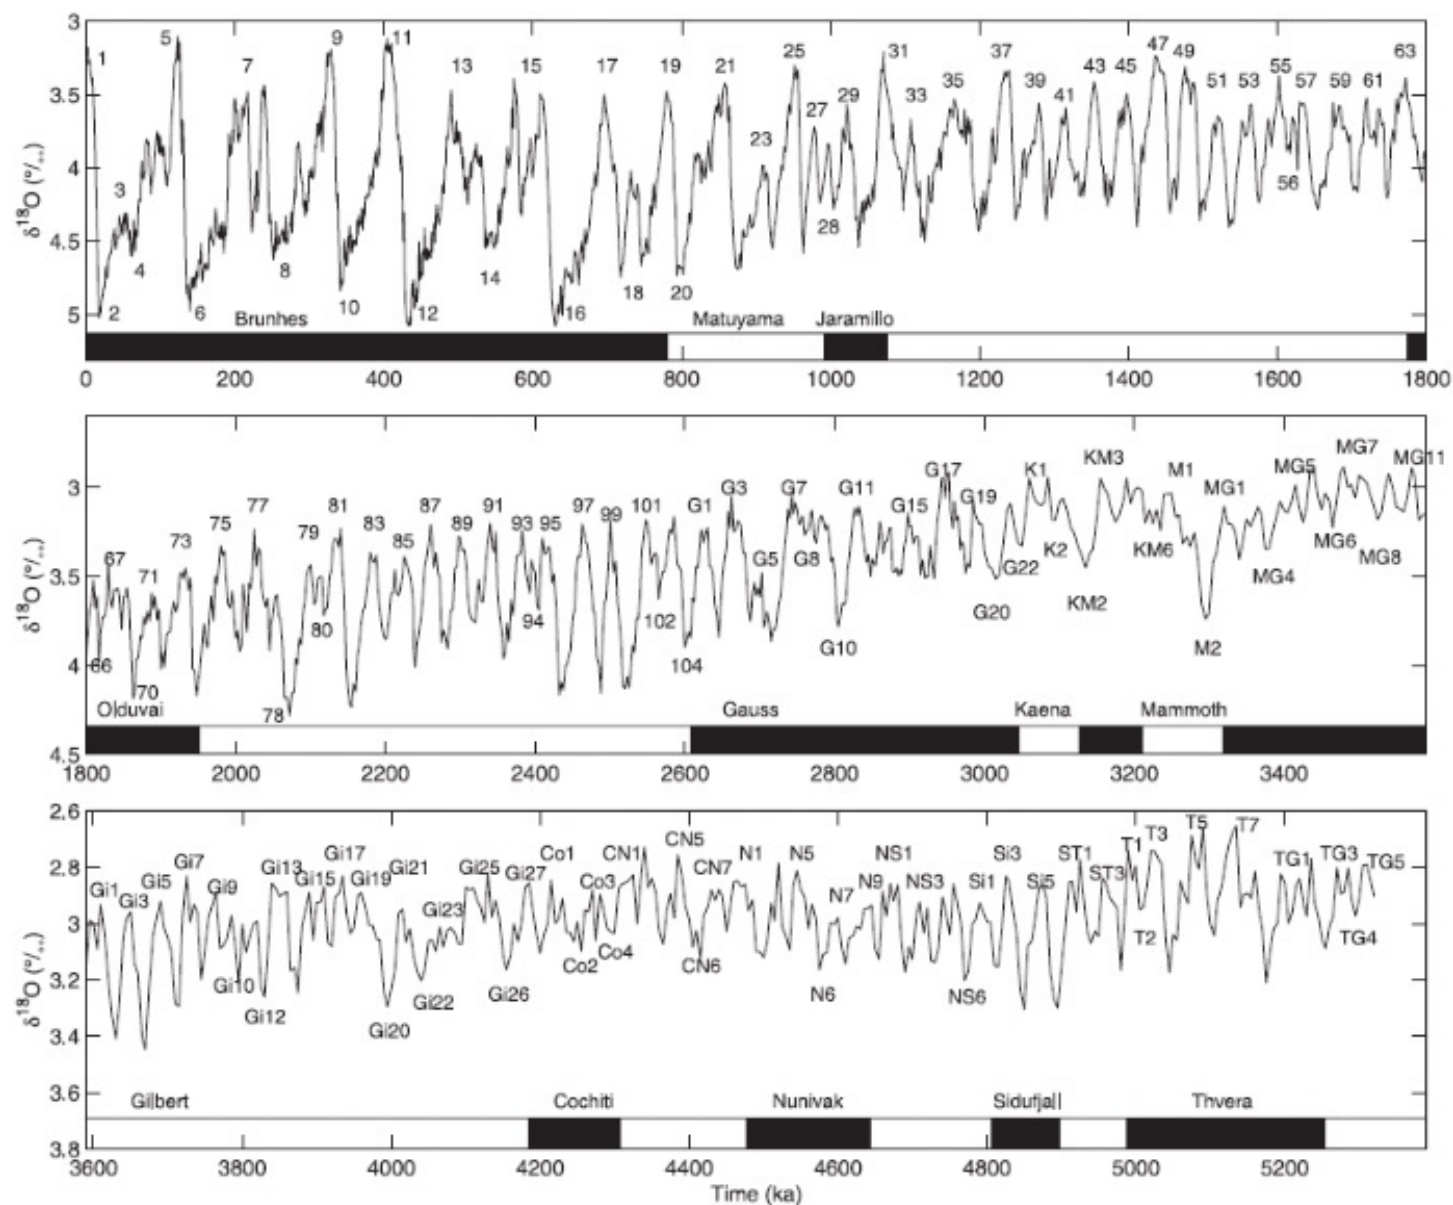 3
1 5 7 9 11 13 15 17 19 21 23 25 27 29 31 33 35 37 39 41 43 45 47 49 51 53 55 57 59 61 63
3.5
δ18O (o/oo)
4
3 56 28
4.5
4 8 14 18 20
5
2 6 10 12 16
Brunhes Matuyama Jaramillo
0 200 400 600 800 1000 1200 1400 1600 1800
3
67 71 73 75 77 79 81 83 85 87 89 91 93 95 97 99 101 G1 G3 G5 G7 G8 G11 G15 G17 G19 G22 K1 K2 KM3 KM6 M1 MG1 MG5 MG6 MG7 MG8 MG11
3.5
δ18O (o/oo)
80 94 102 G20 KM2 MG4
4
66 70 78 104 G10 M2
Olduvai Gauss Kaena Mammoth
4.5
1800 2000 2200 2400 2600 2800 3000 3200 3400
2.6
T3 T5 T7
2.8
Gi1 Gi3 Gi5 Gi7 Gi9 Gi13 Gi15 Gi17 Gi19 Gi21 Gi23 Gi25 Gi27 Co1 Co3 CN1 CN5 CN7 N1 N5 N7 N9 NS1 NS3 Si1 Si3 Si5 ST1 ST3 T1 TG1 TG3 TG5
3
δ18O (o/oo)
Co2 Co4 CN6 T2 TG4
3.2
Gi10 Gi12 Gi20 Gi22 Gi26 N6 NS6
3.4
3.6
Gilbert Cochiti Nunivak Sidufjall Thvera
3.8
3600 3800 4000 4200 4400 4600 4800 5000 5200
Time (ka)